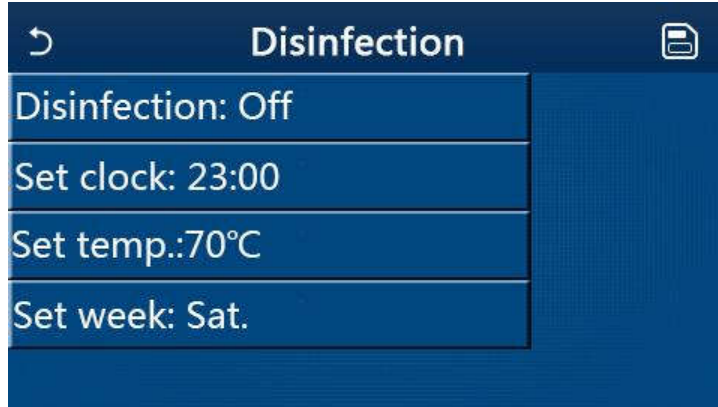 Disinfection
Disinfection: Off
Set clock: 23:00
Set temp.:70℃
Set week: Sat.